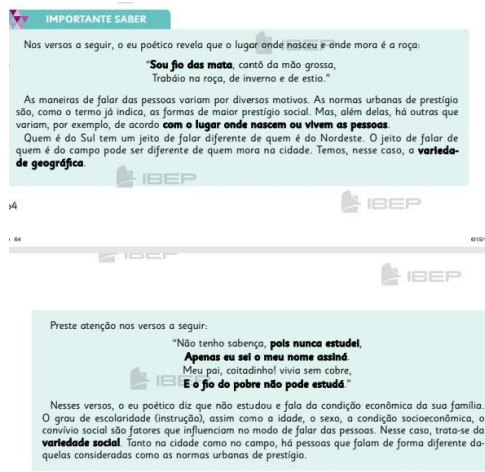 IMPORTANTE SABER
Nos versos a seguir, o eu poético revela que o lugar onde nasceu e onde mora é a roça:
“Sou fio das mata, cantô da mão grossa,
Trabáio na roça, de inverno e de estio.”
As maneiras de falar das pessoas variam por diversos motivos. As normas urbanas de prestígio
são, como o termo já indica, as formas de maior prestígio social. Mas, além delas, há outras que
variam, por exemplo, de acordo com o lugar onde nascem ou vivem as pessoas.
Quem é do Sul tem um jeito de falar diferente de quem é do Nordeste. O jeito de falar de
quem é do campo pode ser diferente de quem mora na cidade. Temos, nesse caso, a varieda-
de geográfica.
IBEP
IBEP
64
64
6/15/
IBEP
IBEP
Preste atenção nos versos a seguir:
“Não tenho sabença, pois nunca estudei,
Apenas eu sei o meu nome assiná.
Meu pai, coitadinho! vivia sem cobre,
E o fio do pobre não pode estudá.”
IBEP
Nesses versos, o eu poético diz que não estudou e fala da condição econômica da sua família.
O grau de escolaridade (instrução), assim como a idade, o sexo, a condição socioeconômica, o
convívio social são fatores que influenciam no modo de falar das pessoas. Nesse caso, trata-se da
variedade social. Tanto na cidade como no campo, há pessoas que falam de forma diferente da-
quelas consideradas como as normas urbanas de prestígio.